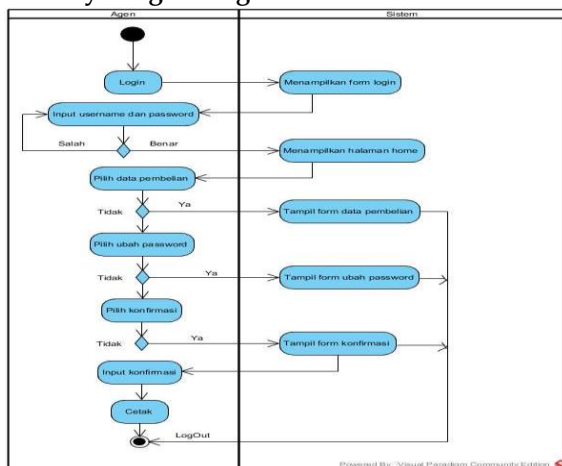 Agen
Sistem
Login
Menampilkan form login
Input username dan password
Salah
Benar
Menampilkan halaman home
Pilih data pembelian
Tidak
Ya
Tampil form data pembelian
Pilih ubah password
Tidak
Ya
Tampil form ubah password
Pilih konfirmasi
Tidak
Ya
Tampil form konfirmasi
Input konfirmasi
Cetak
LogOut
Powered By Visual Paradigm Community Edition